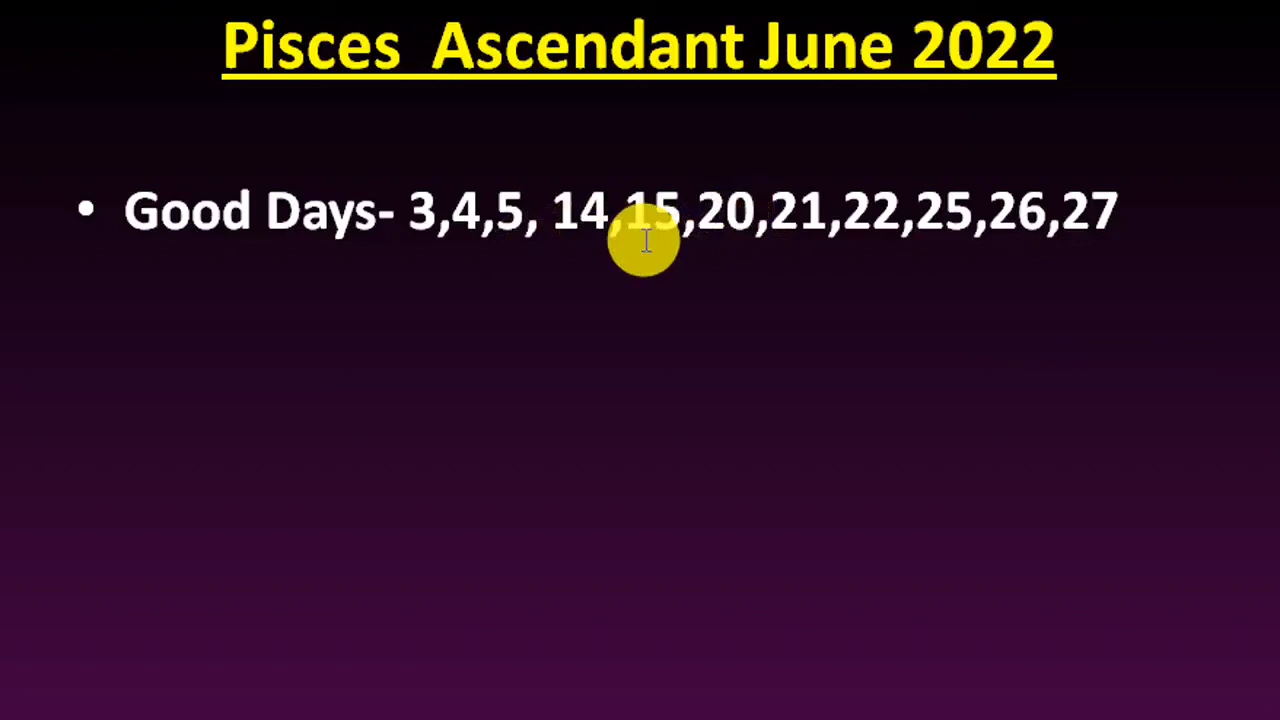 Pisces  Ascendant June 2022
• Good Days- 3,4,5, 14,15,20,21,22,25,26,27